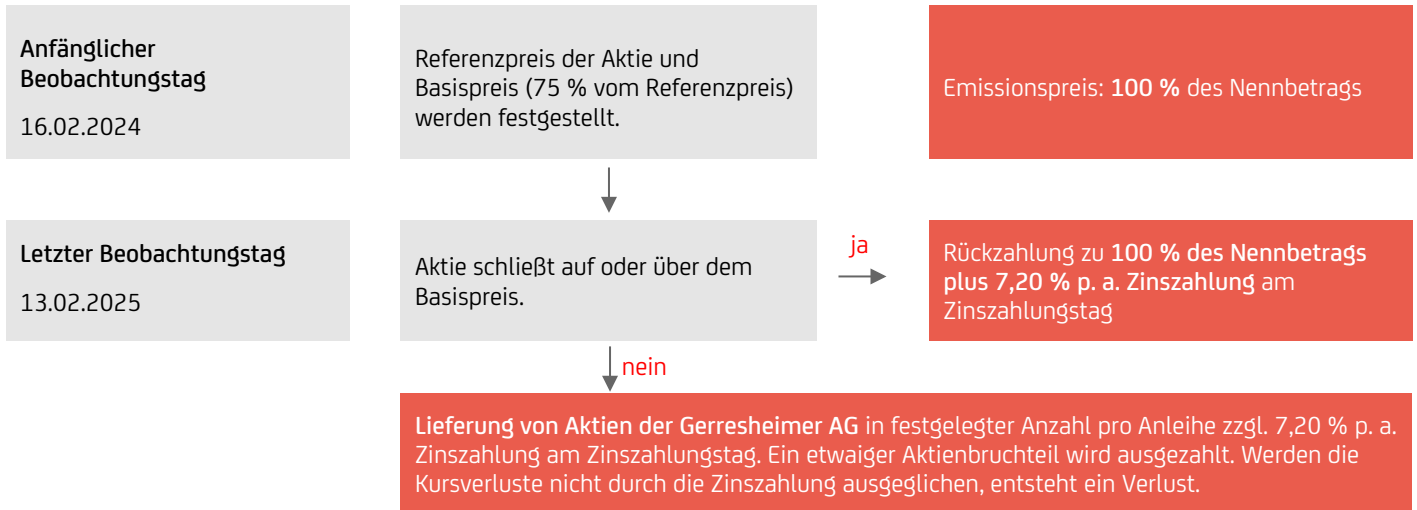 Anfänglicher
Beobachtungstag
16.02.2024
Referenzpreis der Aktie und
Basispreis (75 % vom Referenzpreis)
werden festgestellt.
Emissionspreis: 100 % des Nennbetrags
Letzter Beobachtungstag
13.02.2025
Aktie schließt auf oder über dem
Basispreis.
ja
Rückzahlung zu 100 % des Nennbetrags
plus 7,20 % p. a. Zinszahlung am
Zinszahlungstag
nein
Lieferung von Aktien der Gerresheimer AG in festgelegter Anzahl pro Anleihe zzgl. 7,20 % p. a.
Zinszahlung am Zinszahlungstag. Ein etwaiger Aktienbruchteil wird ausgezahlt. Werden die
Kursverluste nicht durch die Zinszahlung ausgeglichen, entsteht ein Verlust.